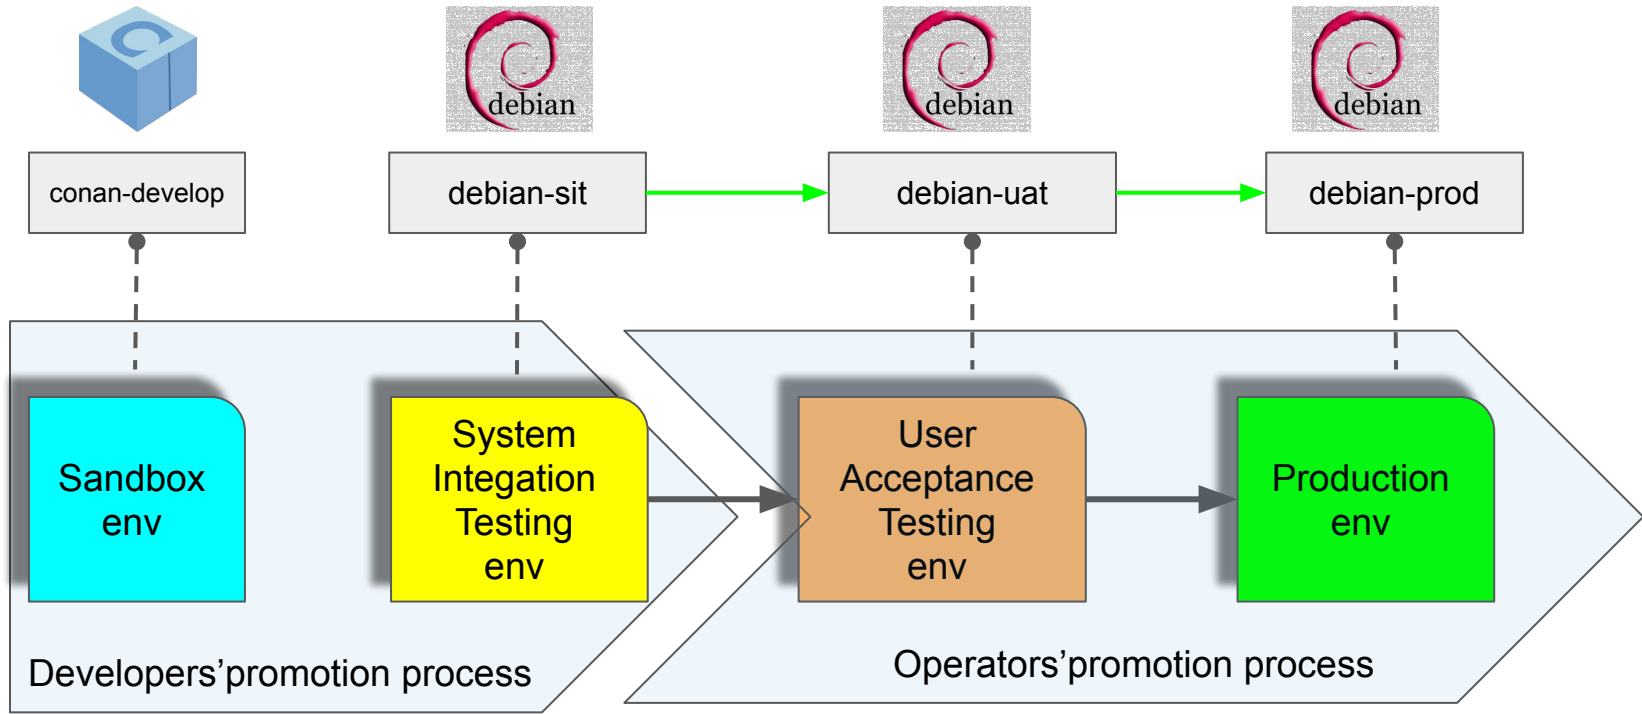 debian
debian
debian
conan-develop
debian-sit
debian-uat
debian-prod
Sandbox
env
System
Integation
Testing
env
User
Acceptance
Testing
env
Production
env
Developers’promotion process
Operators’promotion process